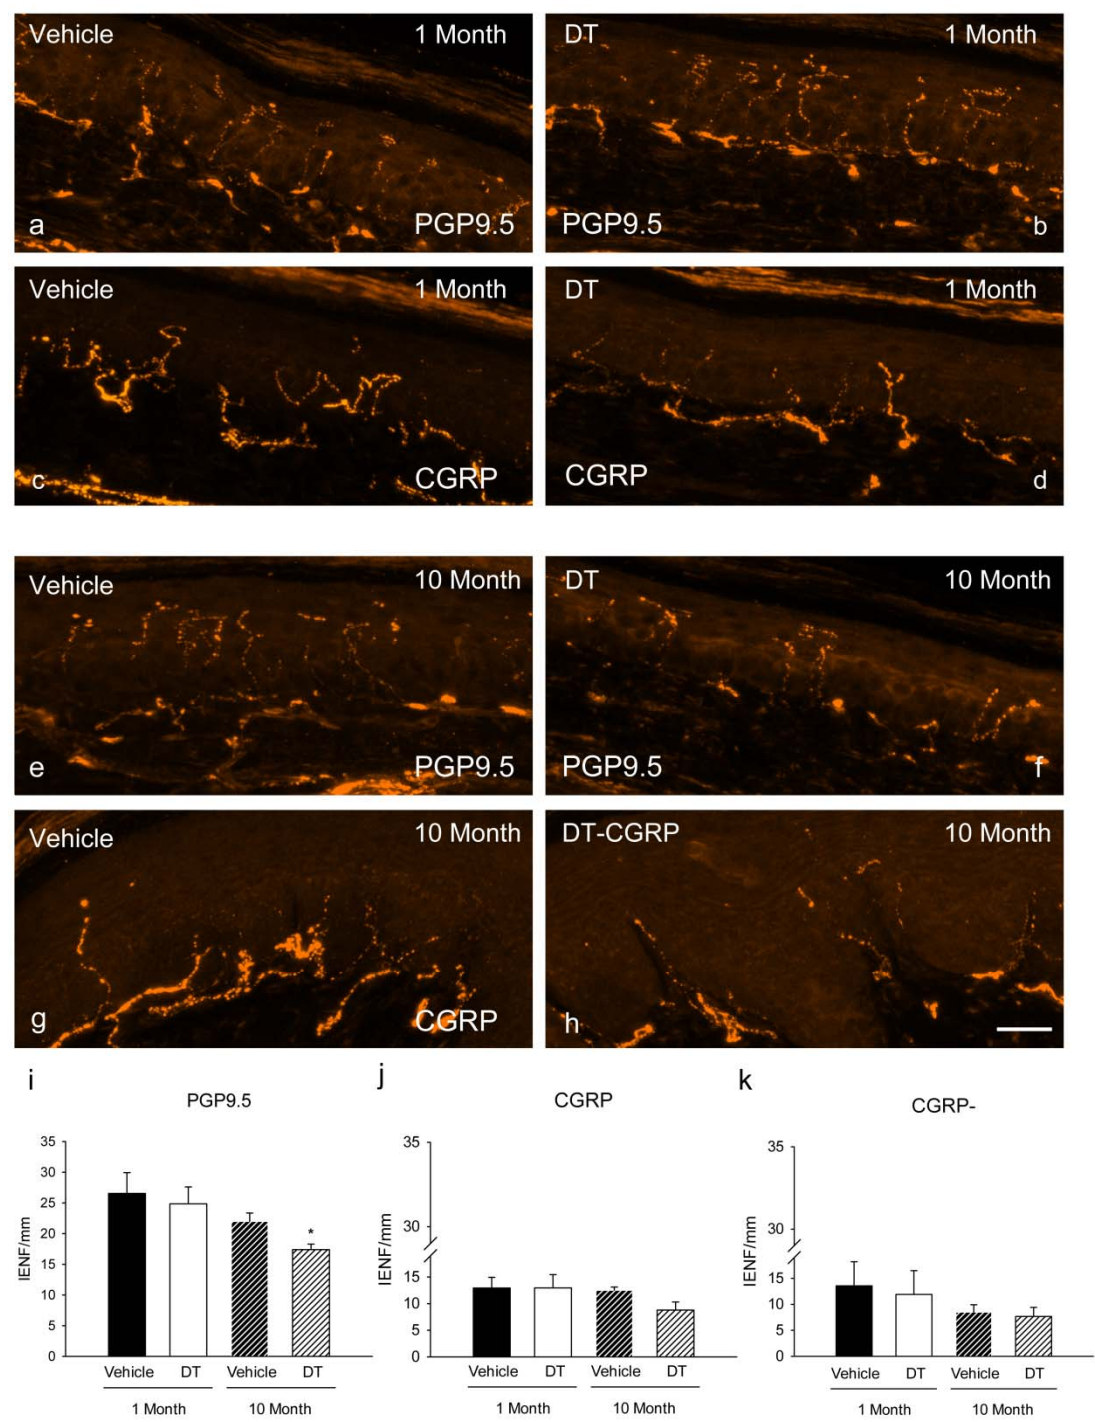 Vehicle 1 Month
a PGP9.5
DT 1 Month
PGP9.5 b
Vehicle 1 Month
c CGRP
DT 1 Month
CGRP d
Vehicle 10 Month
e PGP9.5
DT 10 Month
PGP9.5 f
Vehicle 10 Month
g CGRP
DT-CGRP 10 Month
h
i
PGP9.5
35
30
25
20
15
10
5
0
IENF/mm
*
Vehicle DT Vehicle DT
1 Month 10 Month
j
CGRP
35
30
15
10
5
0
IENF/mm
Vehicle DT Vehicle DT
1 Month 10 Month
k
CGRP-
35
30
15
10
5
0
IENF/mm
Vehicle DT Vehicle DT
1 Month 10 Month